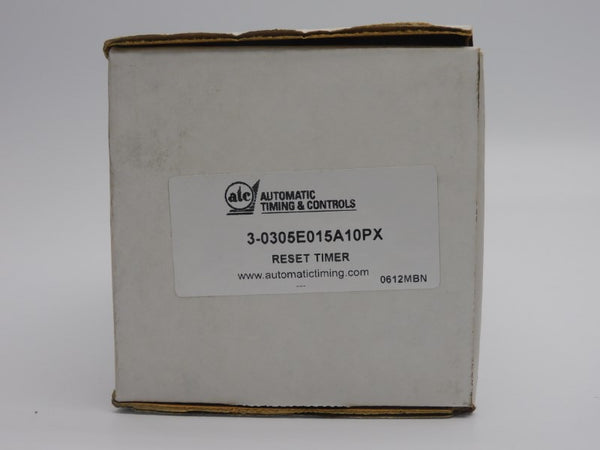 atc
AUTOMATIC
TIMING & CONTROLS
3-0305E015A10PX
RESET TIMER
www.automatictiming.com
---
0612MBN